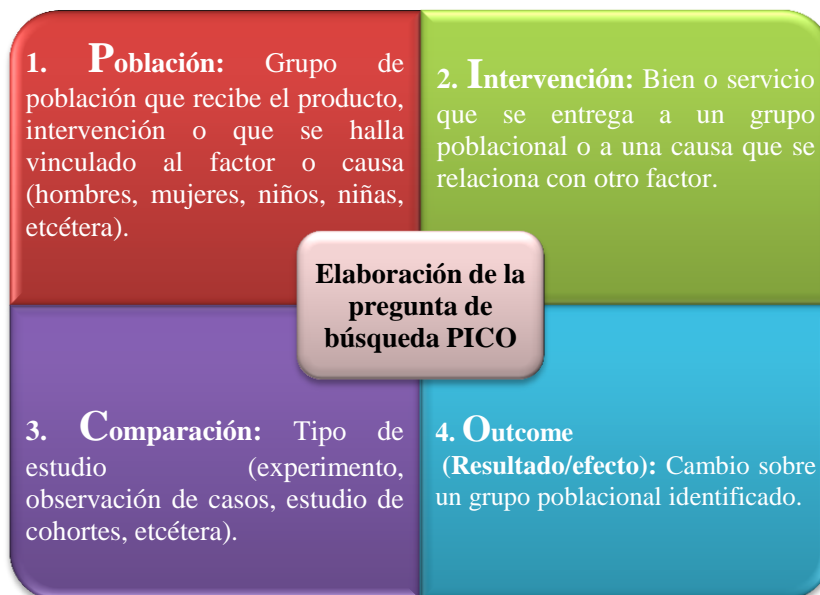 1. Población: Grupo de
población que recibe el producto,
intervención o que se halla
vinculado al factor o causa
(hombres, mujeres, niños, niñas,
etcétera).
2. Intervención: Bien o servicio
que se entrega a un grupo
poblacional o a una causa que se
relaciona con otro factor.
Elaboración de la
pregunta de
búsqueda PICO
3. Comparación: Tipo de
estudio (experimento,
observación de casos, estudio de
cohortes, etcétera).
4. Outcome
(Resultado/efecto): Cambio sobre
un grupo poblacional identificado.